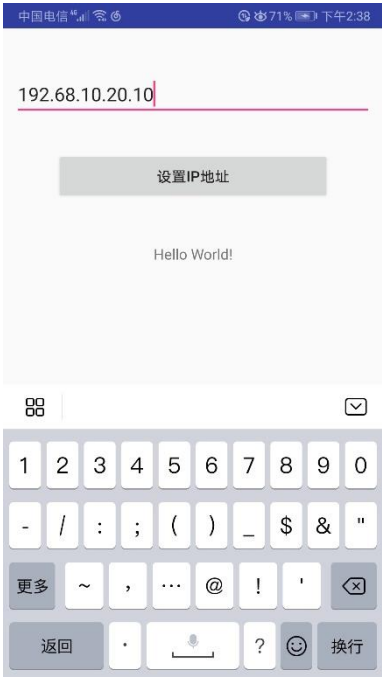 中国电信 4G 71% 下午2:38
192.68.10.20.10
设置IP地址
Hello World!
1 2 3 4 5 6 7 8 9 0
- / : ; ( ) _ $ & "
更多 ~ , … @ ! '
返回 · ? 换行